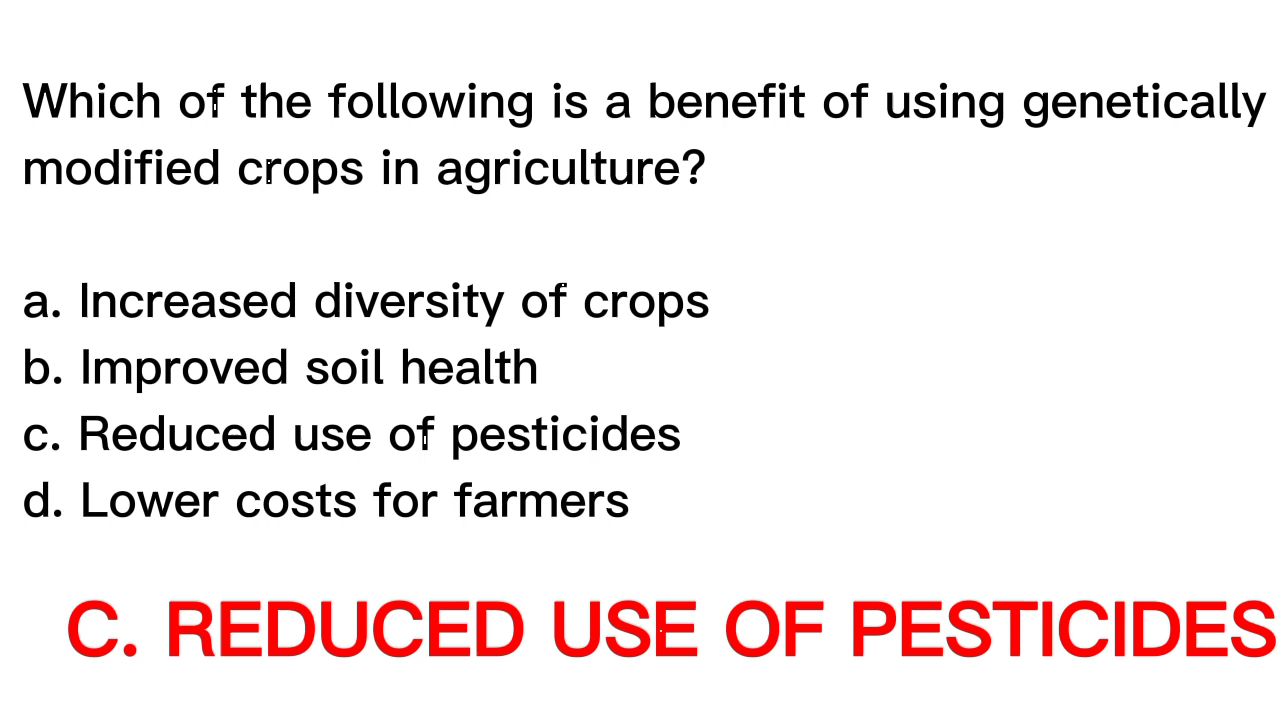 Which of the following is a benefit of using genetically
modified crops in agriculture?
a. Increased diversity of crops
b. Improved soil health
c. Reduced use of pesticides
d. Lower costs for farmers
C. REDUCED USE OF PESTICIDES